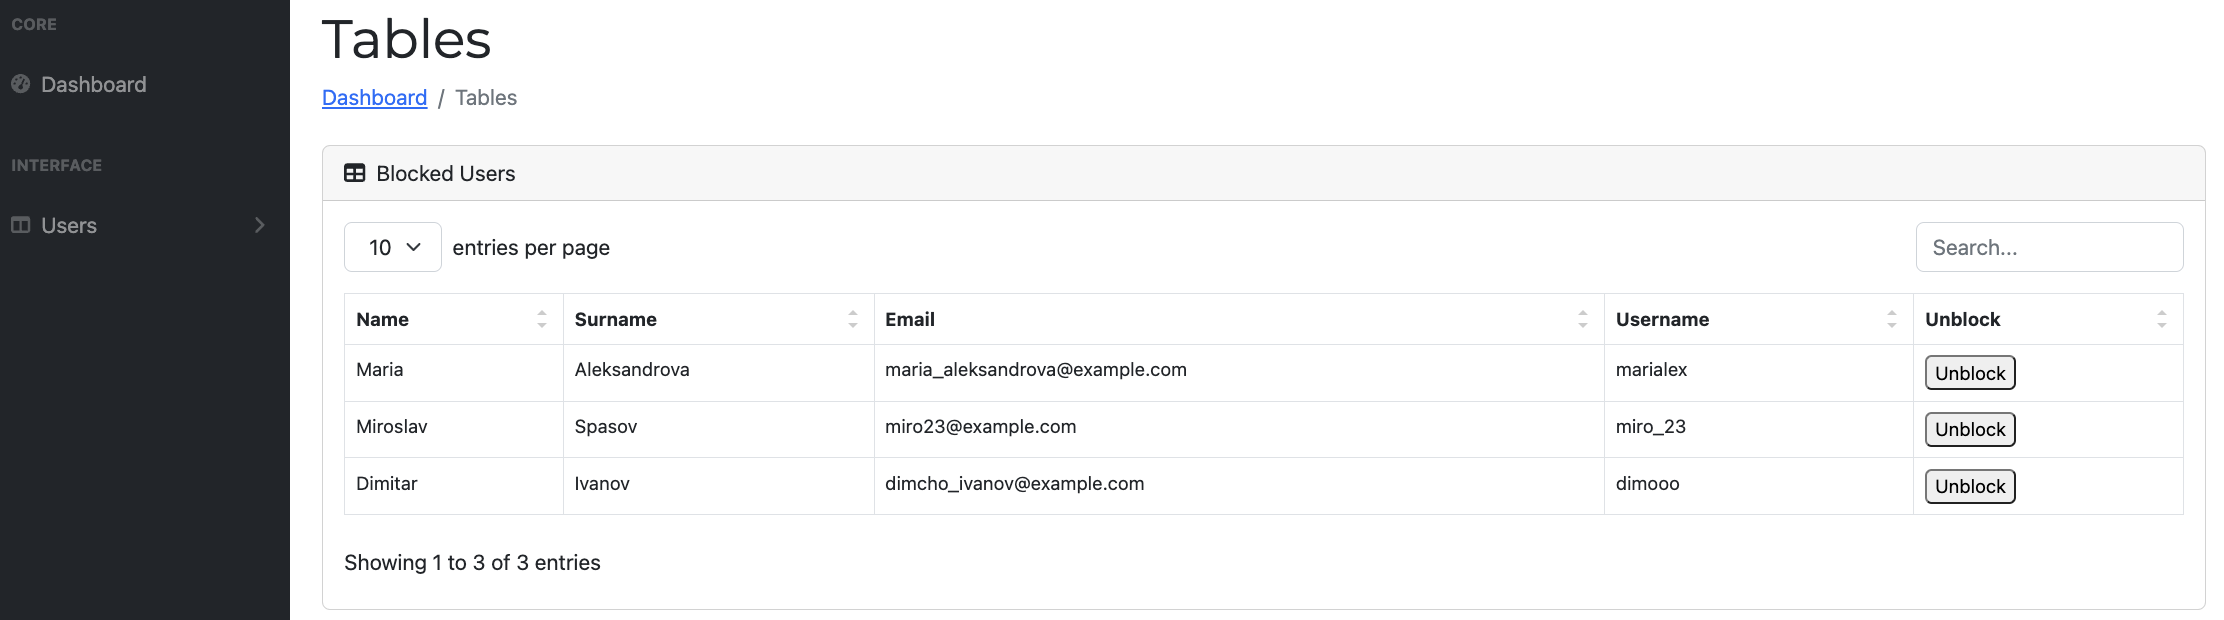 CORE
Dashboard
INTERFACE
Users
Tables
Dashboard / Tables
Blocked Users
10 entries per page
Search...
Name Surname Email Username Unblock
Maria Aleksandrova maria_aleksandrova@example.com marialex Unblock
Miroslav Spasov miro23@example.com miro_23 Unblock
Dimitar Ivanov dimcho_ivanov@example.com dimooo Unblock
Showing 1 to 3 of 3 entries